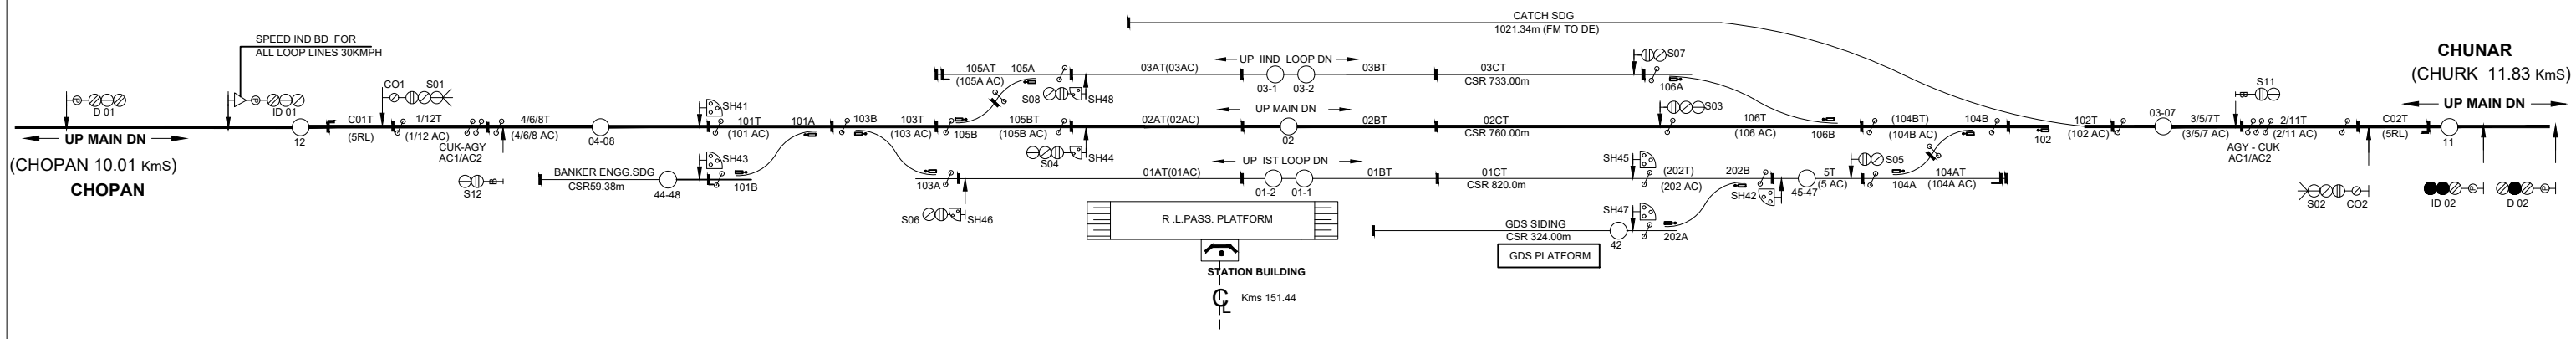 CATCH SDG
1021.34m (FM TO DE)
SPEED IND BD FOR
ALL LOOP LINES 30KMPH
CHUNAR
(CHURK 11.83 KmS)
UP MAIN DN
D 01
ID 01
CO1
S01
12
C01T
(5RL)
1/12T
(1/12 AC)
CUK-AGY
AC1/AC2
S12
4/6/8T
(4/6/8 AC)
04-08
UP MAIN DN
(CHOPAN 10.01 KmS)
CHOPAN
SH41
101T
(101 AC)
101A
SH43
101B
BANKER ENGG.SDG
CSR59.38m
44-48
103B
103T
(103 AC)
103A
105AT
(105A AC)
105A
105B
105BT
(105B AC)
S08
SH48
S04
SH44
S06
SH46
03AT(03AC)
UP IIND LOOP DN
03-1
03-2
03BT
03CT
CSR 733.00m
S07
106A
02AT(02AC)
UP MAIN DN
02
02BT
02CT
CSR 760.00m
S03
106T
(106 AC)
106B
01AT(01AC)
UP IST LOOP DN
01-2
01-1
01BT
01CT
CSR 820.0m
SH45
(202T)
(202 AC)
202B
SH42
45-47
5T
(5 AC)
S05
104A
104AT
(104A AC)
(104BT)
(104B AC)
104B
102
102T
(102 AC)
03-07
3/5/7T
(3/5/7 AC)
AGY - CUK
AC1/AC2
S11
2/11T
(2/11 AC)
C02T
(5RL)
11
S02
CO2
ID 02
D 02
R .L.PASS. PLATFORM
STATION BUILDING
CL
Kms 151.44
GDS SIDING
CSR 324.00m
42
SH47
202A
GDS PLATFORM